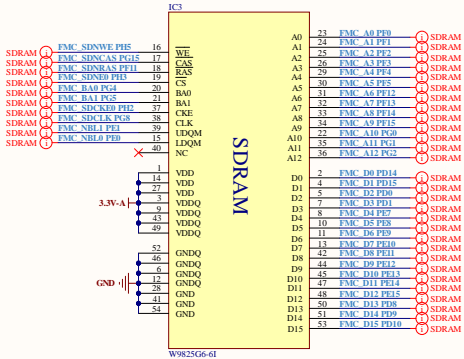 IC3
SDRAM i FMC_SDNWE PH5 16 WE
SDRAM i FMC_SDNCAS PG15 17 CAS
SDRAM i FMC_SDNRAS PF11 18 RAS
SDRAM i FMC_SDNE0 PH3 19 CS
SDRAM i FMC_BA0 PG4 20 BA0
SDRAM i FMC_BA1 PG5 21 BA1
SDRAM i FMC_SDCKE0 PH2 37 CKE
SDRAM i FMC_SDCLK PG8 38 CLK
SDRAM i FMC_NBL1 PE1 39 UDQM
SDRAM i FMC_NBL0 PE0 15 LDQM
40 NC
1 VDD
14 VDD
27 VDD
3.3V-A 3 VDDQ
9 VDDQ
43 VDDQ
49 VDDQ
52 GNDQ
46 GNDQ
6 GNDQ
GND 12 GNDQ
28 GND
41 GND
54 GND
SDRAM
A0 23 FMC_A0 PF0 i SDRAM
A1 24 FMC_A1 PF1 i SDRAM
A2 25 FMC_A2 PF2 i SDRAM
A3 26 FMC_A3 PF3 i SDRAM
A4 29 FMC_A4 PF4 i SDRAM
A5 30 FMC_A5 PF5 i SDRAM
A6 31 FMC_A6 PF12 i SDRAM
A7 32 FMC_A7 PF13 i SDRAM
A8 33 FMC_A8 PF14 i SDRAM
A9 34 FMC_A9 PF15 i SDRAM
A10 22 FMC_A10 PG0 i SDRAM
A11 35 FMC_A11 PG1 i SDRAM
A12 36 FMC_A12 PG2 i SDRAM
D0 2 FMC_D0 PD14 i SDRAM
D1 4 FMC_D1 PD15 i SDRAM
D2 5 FMC_D2 PD0 i SDRAM
D3 7 FMC_D3 PD1 i SDRAM
D4 8 FMC_D4 PE7 i SDRAM
D5 10 FMC_D5 PE8 i SDRAM
D6 11 FMC_D6 PE9 i SDRAM
D7 13 FMC_D7 PE10 i SDRAM
D8 42 FMC_D8 PE11 i SDRAM
D9 44 FMC_D9 PE12 i SDRAM
D10 45 FMC_D10 PE13 i SDRAM
D11 47 FMC_D11 PE14 i SDRAM
D12 48 FMC_D12 PE15 i SDRAM
D13 50 FMC_D13 PD8 i SDRAM
D14 51 FMC_D14 PD9 i SDRAM
D15 53 FMC_D15 PD10 i SDRAM
W9825G6-6I